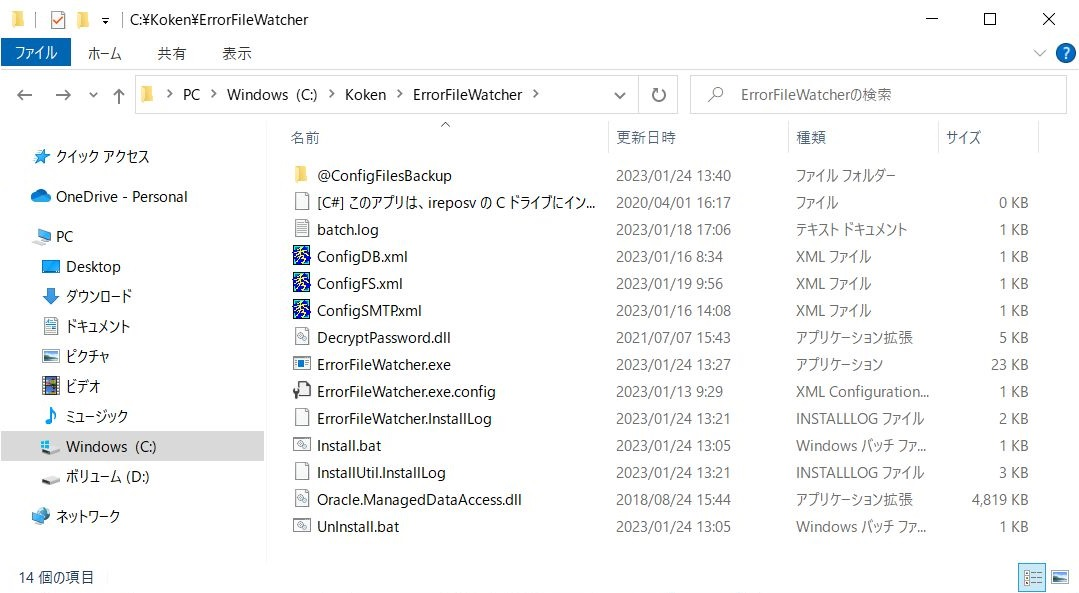 C:¥Koken¥ErrorFileWatcher
ファイル ホーム 共有 表示
PC Windows (C:) Koken ErrorFileWatcher ErrorFileWatcherの検索
クイック アクセス
OneDrive - Personal
PC
Desktop
ダウンロード
ドキュメント
ピクチャ
ビデオ
ミュージック
Windows (C:)
ボリューム (D:)
ネットワーク
名前 更新日時 種類 サイズ
@ConfigFilesBackup 2023/01/24 13:40 ファイル フォルダー
[C#] このアプリは、ireposv の C ドライブにイン... 2020/04/01 16:17 ファイル 0 KB
batch.log 2023/01/18 17:06 テキスト ドキュメント 1 KB
ConfigDB.xml 2023/01/16 8:34 XML ファイル 1 KB
ConfigFS.xml 2023/01/19 9:56 XML ファイル 1 KB
ConfigSMTP.xml 2023/01/16 14:08 XML ファイル 1 KB
DecryptPassword.dll 2021/07/07 15:43 アプリケーション拡張 5 KB
ErrorFileWatcher.exe 2023/01/24 13:27 アプリケーション 23 KB
ErrorFileWatcher.exe.config 2023/01/13 9:29 XML Configuration... 1 KB
ErrorFileWatcher.InstallLog 2023/01/24 13:21 INSTALLLOG ファイル 2 KB
Install.bat 2023/01/24 13:05 Windows バッチ ファ... 1 KB
InstallUtil.InstallLog 2023/01/24 13:21 INSTALLLOG ファイル 3 KB
Oracle.ManagedDataAccess.dll 2018/08/24 15:44 アプリケーション拡張 4,819 KB
UnInstall.bat 2023/01/24 13:05 Windows バッチ ファ... 1 KB
14 個の項目